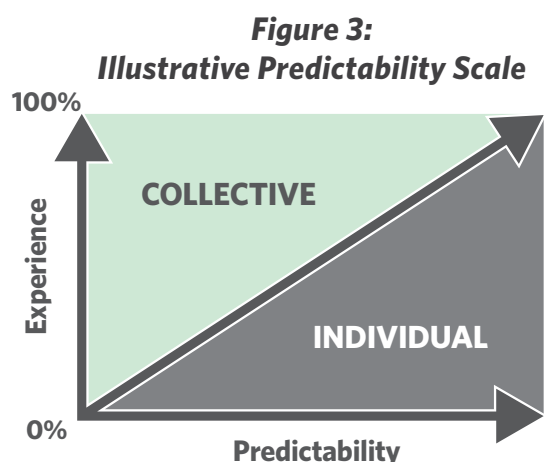 Figure 3:
Illustrative Predictability Scale
100%
COLLECTIVE
Experience
INDIVIDUAL
0%
Predictability